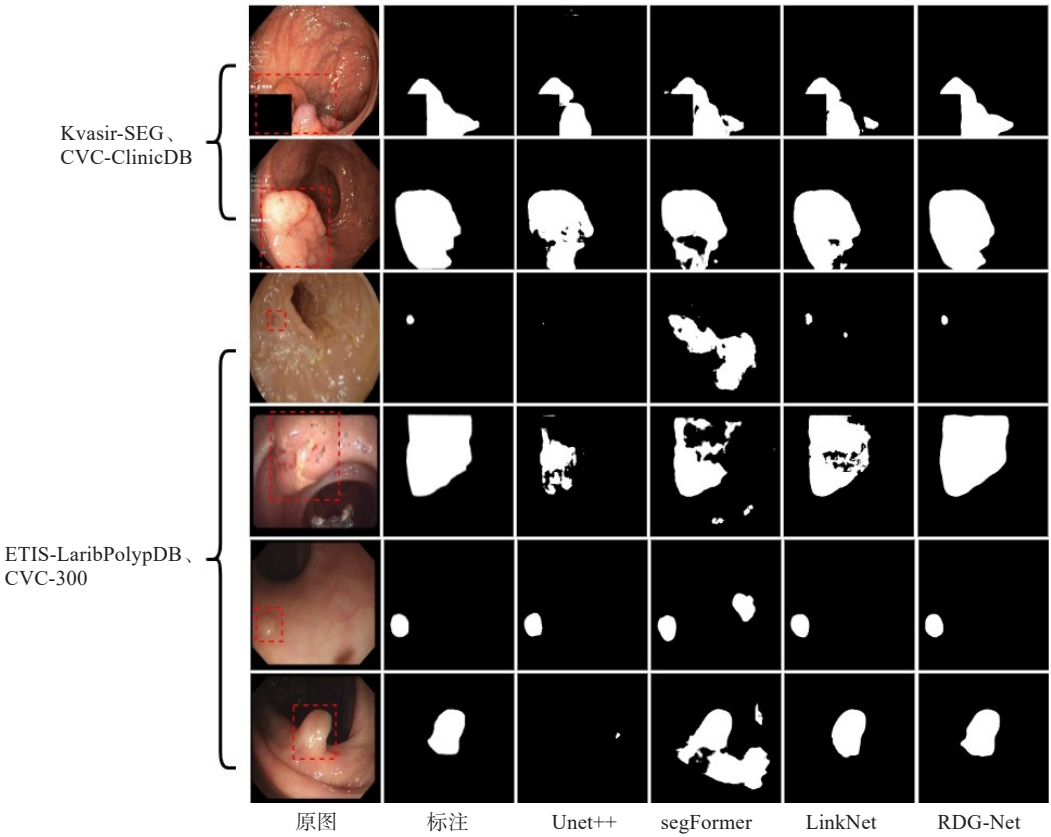 Kvasir-SEG、
CVC-ClinicDB
ETIS-LaribPolypDB、
CVC-300
原图
标注
Unet++
segFormer
LinkNet
RDG-Net